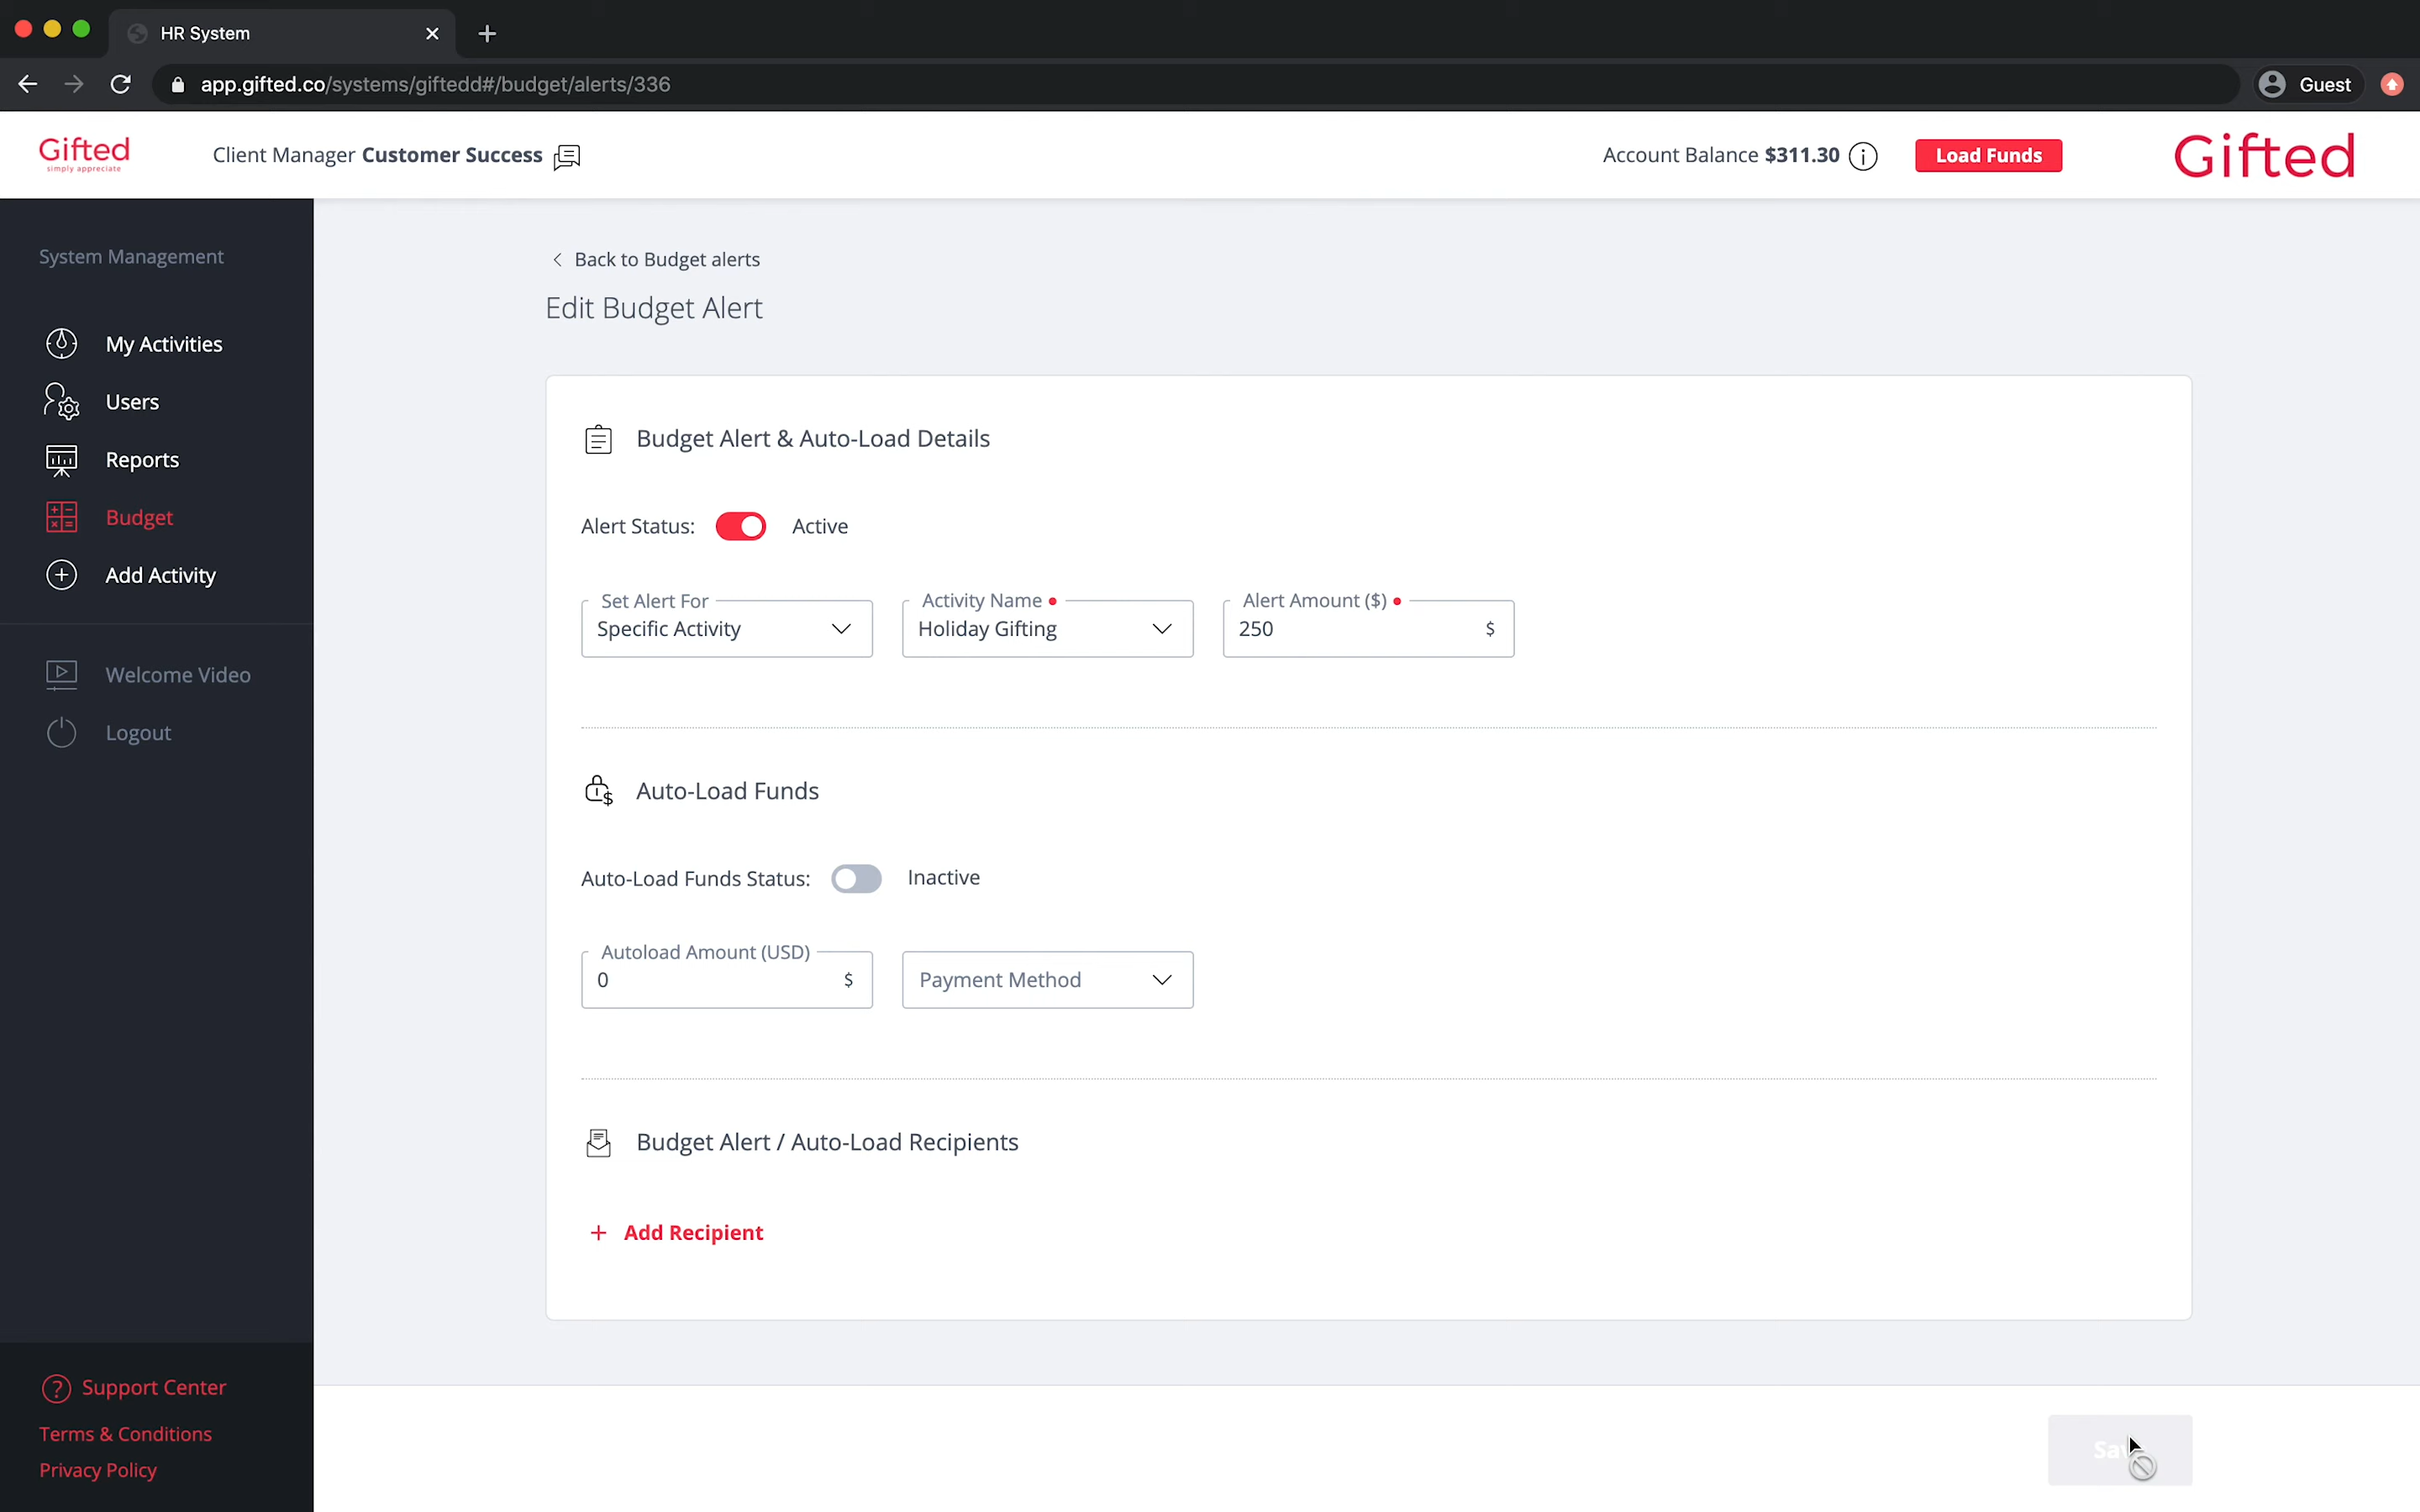 HR System
app.gifted.co/systems/giftedd#/budget/alerts/336
Guest
Gifted
simply appreciate
Client Manager Customer Success
Account Balance $311.30
Load Funds
Gifted
System Management
My Activities
Users
Reports
Budget
Add Activity
Welcome Video
Logout
Support Center
Terms & Conditions
Privacy Policy
Back to Budget alerts
Edit Budget Alert
Budget Alert & Auto-Load Details
Alert Status: Active
Set Alert For
Specific Activity
Activity Name
Holiday Gifting
Alert Amount ($)
250 $
Auto-Load Funds
Auto-Load Funds Status: Inactive
Autoload Amount (USD)
0 $
Payment Method
Budget Alert / Auto-Load Recipients
+ Add Recipient